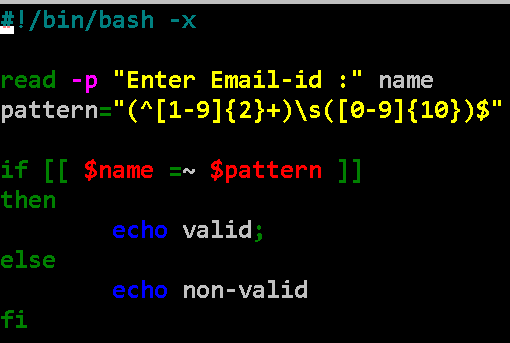 #!/bin/bash -x
read -p "Enter Email-id :" name
pattern="(^[1-9]{2}+)\s([0-9]{10})$"
if [[ $name =~ $pattern ]]
then
echo valid;
else
echo non-valid
fi